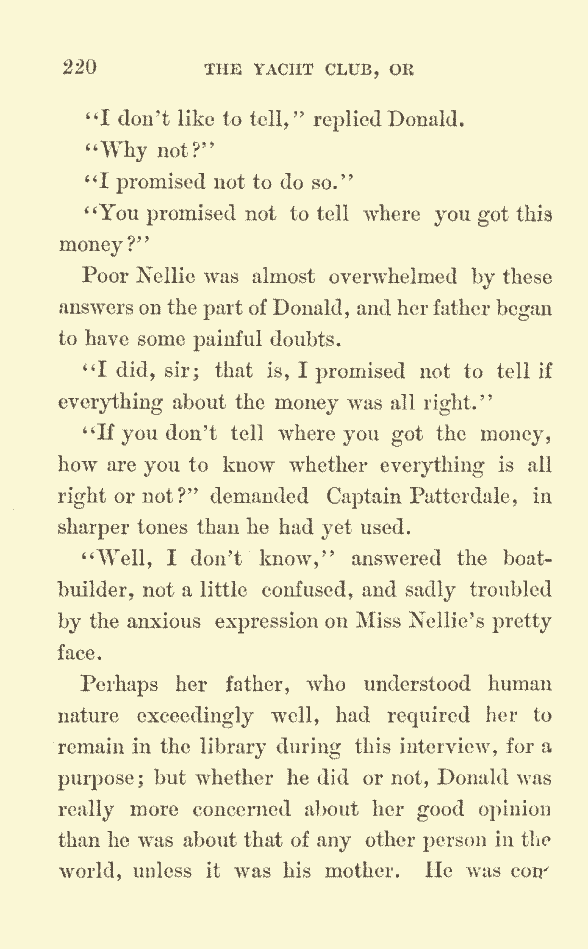 220 THE YACHT CLUB, OR
"I don't like to tell," replied Donald.
"Why not?"
"I promised not to do so."
"You promised not to tell where you got this
money?"
Poor Nellie was almost overwhelmed by these
answers on the part of Donald, and her father began
to have some painful doubts.
"I did, sir; that is, I promised not to tell if
everything about the money was all right."
"If you don't tell where you got the money,
how are you to know whether everything is all
right or not?" demanded Captain Patterdale, in
sharper tones than he had yet used.
"Well, I don't know," answered the boat-
builder, not a little confused, and sadly troubled
by the anxious expression on Miss Nellie's pretty
face.
Perhaps her father, who understood human
nature exceedingly well, had required her to
remain in the library during this interview, for a
purpose; but whether he did or not, Donald was
really more concerned about her good opinion
than he was about that of any other person in the
world, unless it was his mother. He was con-